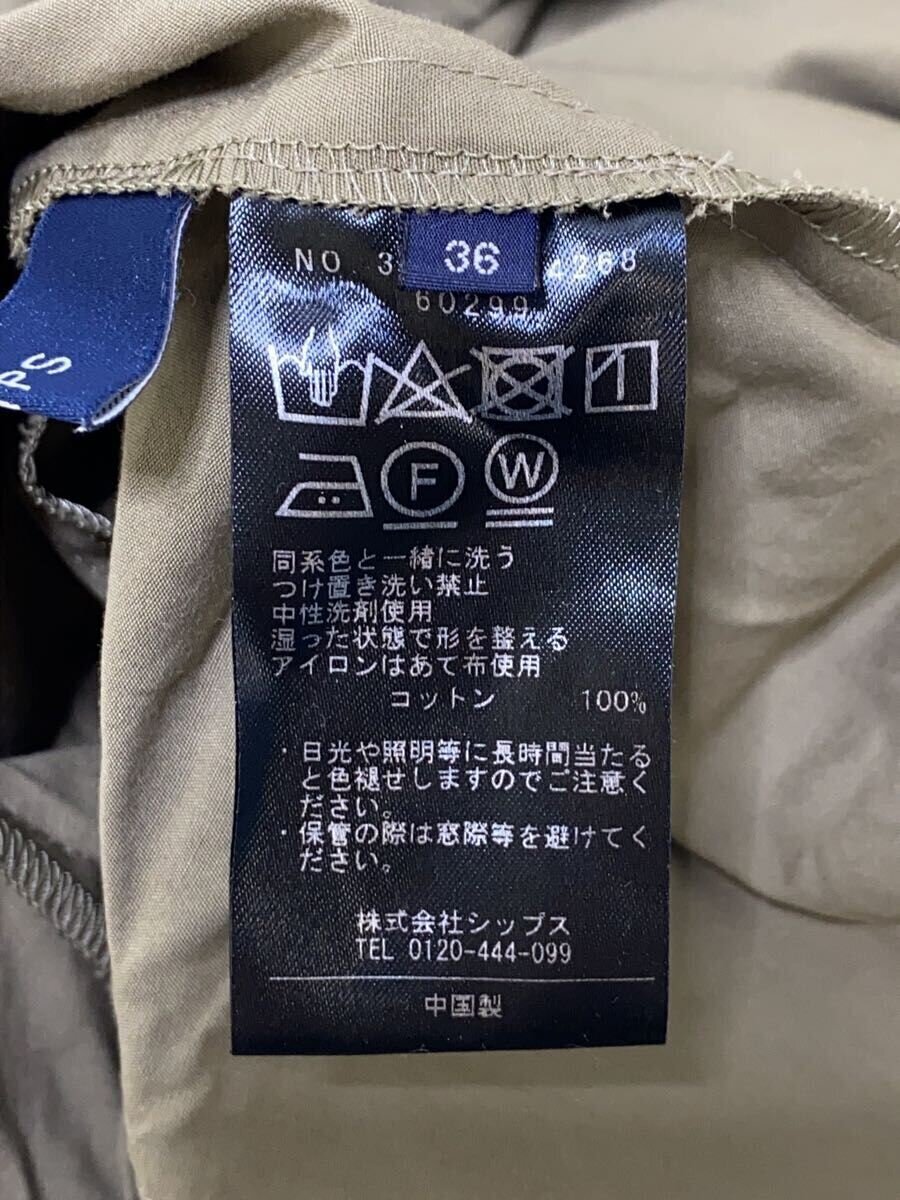 PS
36
NO 3 4268
60299
F W
同系色と一緒に洗う
つけ置き洗い禁止
中性洗剤使用
湿った状態で形を整える
アイロンはあて布使用
コットン 100%
・日光や照明等に長時間当たる
と色褪せしますのでご注意く
ださい。
・保管の際は窓際等を避けてく
ださい。
株式会社シップス
TEL 0120-444-099
中国製